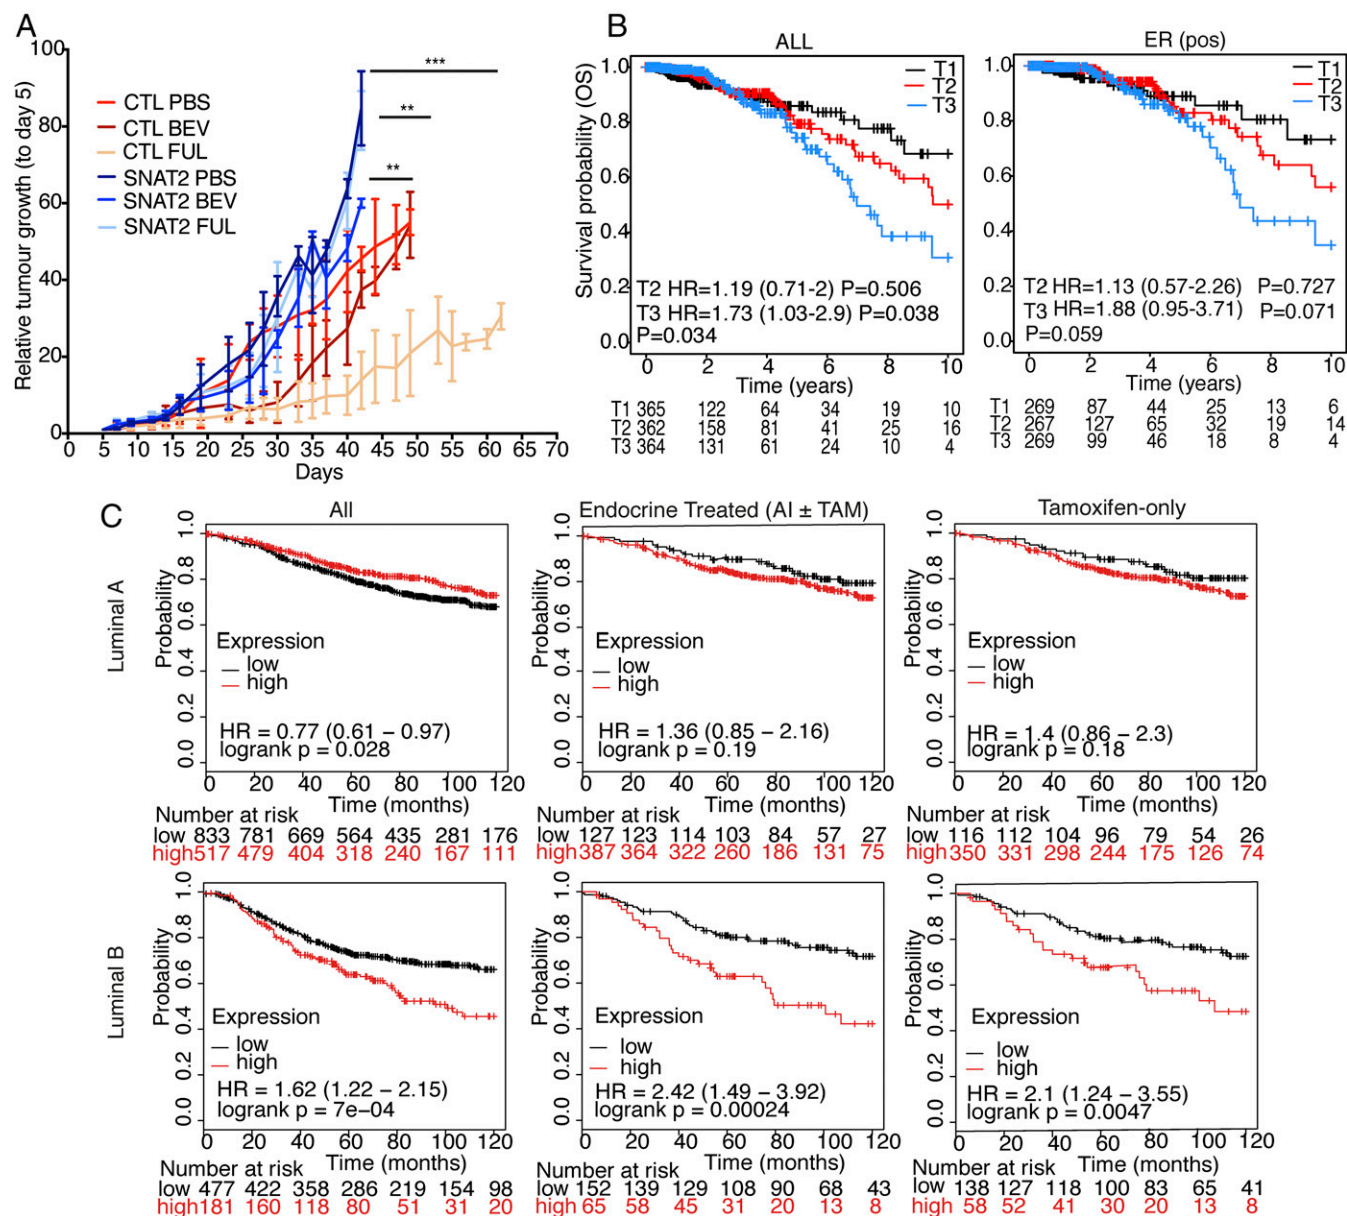 A
Relative tumour growth (to day 5)
100
80
60
40
20
0
CTL PBS
CTL BEV
CTL FUL
SNAT2 PBS
SNAT2 BEV
SNAT2 FUL
***
**
**
0 5 10 15 20 25 30 35 40 45 50 55 60 65 70
Days
B
ALL
Survival probability (OS)
1.0
0.8
0.6
0.4
0.2
0.0
T1
T2
T3
T2 HR=1.19 (0.71-2) P=0.506
T3 HR=1.73 (1.03-2.9) P=0.038
P=0.034
0 2 4 6 8 10
Time (years)
T1 365 122 64 34 19 10
T2 362 158 81 41 25 16
T3 364 131 61 24 10 4
ER (pos)
1.0
0.8
0.6
0.4
0.2
0.0
T1
T2
T3
T2 HR=1.13 (0.57-2.26) P=0.727
T3 HR=1.88 (0.95-3.71) P=0.071
P=0.059
0 2 4 6 8 10
Time (years)
T1 269 87 44 25 13 6
T2 267 127 65 32 19 14
T3 269 99 46 18 8 4
C
Luminal A
All
Probability
1.0
0.8
0.6
0.4
0.2
0.0
Expression
low
high
HR = 0.77 (0.61 – 0.97)
logrank p = 0.028
0 20 40 60 80 100 120
Time (months)
Number at risk
low 833 781 669 564 435 281 176
high 517 479 404 318 240 167 111
Endocrine Treated (AI ± TAM)
Probability
1.0
0.8
0.6
0.4
0.2
0.0
Expression
low
high
HR = 1.36 (0.85 – 2.16)
logrank p = 0.19
0 20 40 60 80 100 120
Time (months)
Number at risk
low 127 123 114 103 84 57 27
high 387 364 322 260 186 131 75
Tamoxifen-only
Probability
1.0
0.8
0.6
0.4
0.2
0.0
Expression
low
high
HR = 1.4 (0.86 – 2.3)
logrank p = 0.18
0 20 40 60 80 100 120
Time (months)
Number at risk
low 116 112 104 96 79 54 26
high 350 331 298 244 175 126 74
Luminal B
Probability
1.0
0.8
0.6
0.4
0.2
0.0
Expression
low
high
HR = 1.62 (1.22 – 2.15)
logrank p = 7e–04
0 20 40 60 80 100 120
Time (months)
Number at risk
low 477 422 358 286 219 154 98
high 181 160 118 80 51 31 20
Probability
1.0
0.8
0.6
0.4
0.2
0.0
Expression
low
high
HR = 2.42 (1.49 – 3.92)
logrank p = 0.00024
0 20 40 60 80 100 120
Time (months)
Number at risk
low 152 139 129 108 90 68 43
high 65 58 45 31 20 13 8
Probability
1.0
0.8
0.6
0.4
0.2
0.0
Expression
low
high
HR = 2.1 (1.24 – 3.55)
logrank p = 0.0047
0 20 40 60 80 100 120
Time (months)
Number at risk
low 138 127 118 100 83 65 41
high 58 52 41 30 20 13 8